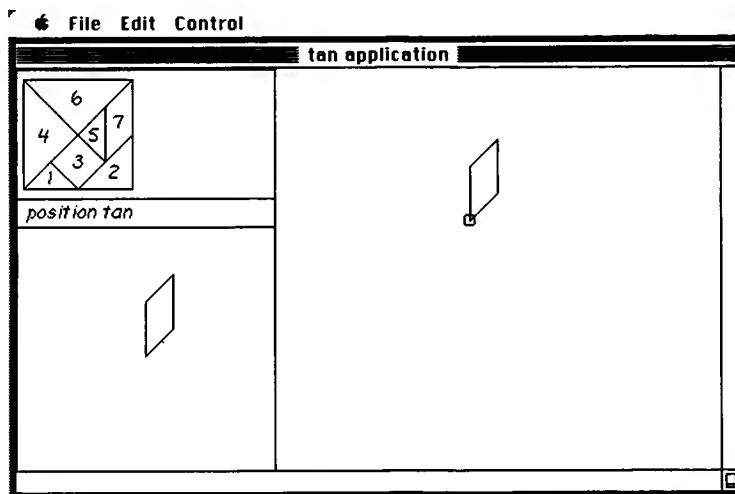 File Edit Control
tan application
6
4 5 7
3
1 2
position tan